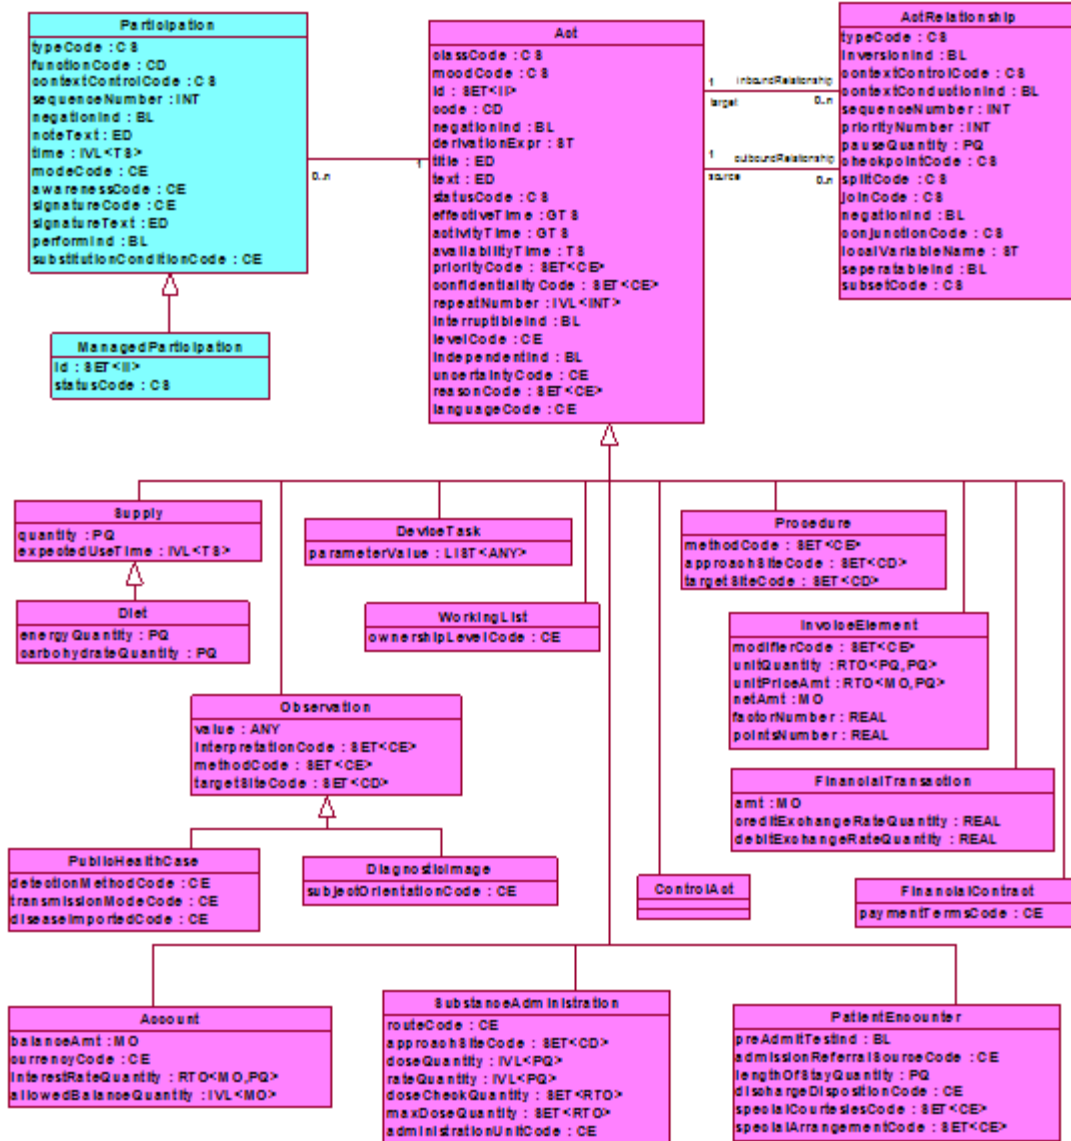 Participation
typeCode : CS
functionCode : CD
contextControlCode : CS
sequenceNumber : INT
negationInd : BL
noteText : ED
time : IVL<TS>
modeCode : CE
awarenessCode : CE
signatureCode : CE
signatureText : ED
performInd : BL
substitutionConditionCode : CE
ManagedParticipation
id : SET<II>
statusCode : CS
0..n
1
Act
classCode : CS
moodCode : CS
id : SET<II>
code : CD
negationInd : BL
derivationExpr : ST
title : ED
text : ED
statusCode : CS
effectiveTime : GTS
activityTime : GTS
availabilityTime : TS
priorityCode : SET<CE>
confidentialityCode : SET<CE>
repeatNumber : IVL<INT>
interruptibleInd : BL
levelCode : CE
independentInd : BL
uncertaintyCode : CE
reasonCode : SET<CE>
languageCode : CE
1
inboundRelationship
target
0..n
1
outboundRelationship
source
0..n
ActRelationship
typeCode : CS
inversionInd : BL
contextControlCode : CS
contextConductionInd : BL
sequenceNumber : INT
priorityNumber : INT
pauseQuantity : PQ
checkpointCode : CS
splitCode : CS
joinCode : CS
negationInd : BL
conjunctionCode : CS
localVariableName : ST
seperatableInd : BL
subsetCode : CS
Supply
quantity : PQ
expectedUseTime : IVL<TS>
Diet
energyQuantity : PQ
carbohydrateQuantity : PQ
DeviceTask
parameterValue : LIST<ANY>
WorkingList
ownershipLevelCode : CE
Procedure
methodCode : SET<CE>
approachSiteCode : SET<CD>
targetSiteCode : SET<CD>
InvoiceElement
modifierCode : SET<CE>
unitQuantity : RTO<PQ,PQ>
unitPriceAmt : RTO<MO,PQ>
netAmt : MO
factorNumber : REAL
pointsNumber : REAL
Observation
value : ANY
interpretationCode : SET<CE>
methodCode : SET<CE>
targetSiteCode : SET<CD>
FinancialTransaction
amt : MO
creditExchangeRateQuantity : REAL
debitExchangeRateQuantity : REAL
PublicHealthCase
detectionMethodCode : CE
transmissionModeCode : CE
diseaseImportedCode : CE
DiagnosticImage
subjectOrientationCode : CE
ControlAct
FinancialContract
paymentTermsCode : CE
Account
balanceAmt : MO
currencyCode : CE
interestRateQuantity : RTO<MO,PQ>
allowedBalanceQuantity : IVL<MO>
SubstanceAdministration
routeCode : CE
approachSiteCode : SET<CD>
doseQuantity : IVL<PQ>
rateQuantity : IVL<PQ>
doseCheckQuantity : SET<RTO>
maxDoseQuantity : SET<RTO>
administrationUnitCode : CE
PatientEncounter
preAdmitTestInd : BL
admissionReferralSourceCode : CE
lengthOfStayQuantity : PQ
dischargeDispositionCode : CE
specialCourtesiesCode : SET<CE>
specialArrangementCode : SET<CE>